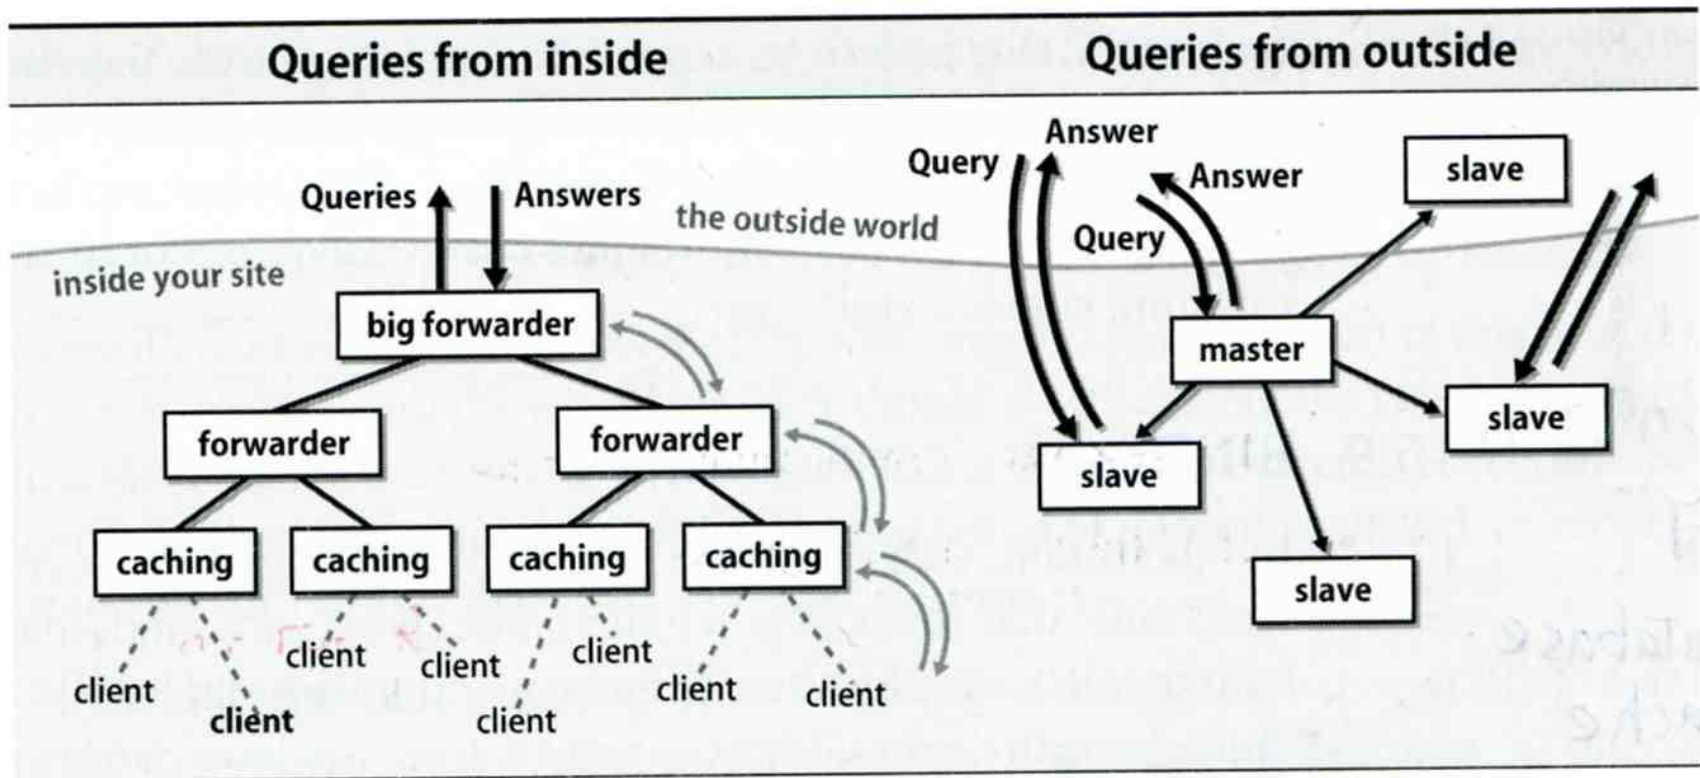 Queries from inside
Queries from outside
Queries
Answers
the outside world
inside your site
big forwarder
forwarder
forwarder
caching
caching
caching
caching
client
client
client
client
client
client
client
client
Query
Answer
Answer
Query
slave
master
slave
slave
slave